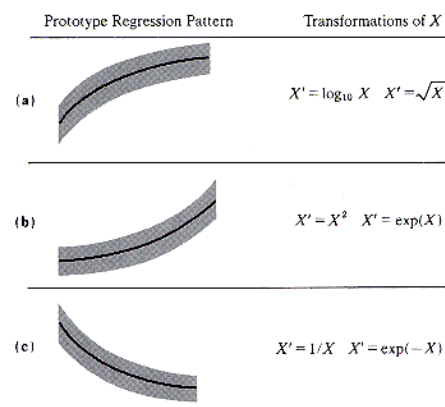 Prototype Regression Pattern Transformations of X
(a) X' = log₁₀ X X' = √X
(b) X' = X² X' = exp(X)
(c) X' = 1/X X' = exp(−X)